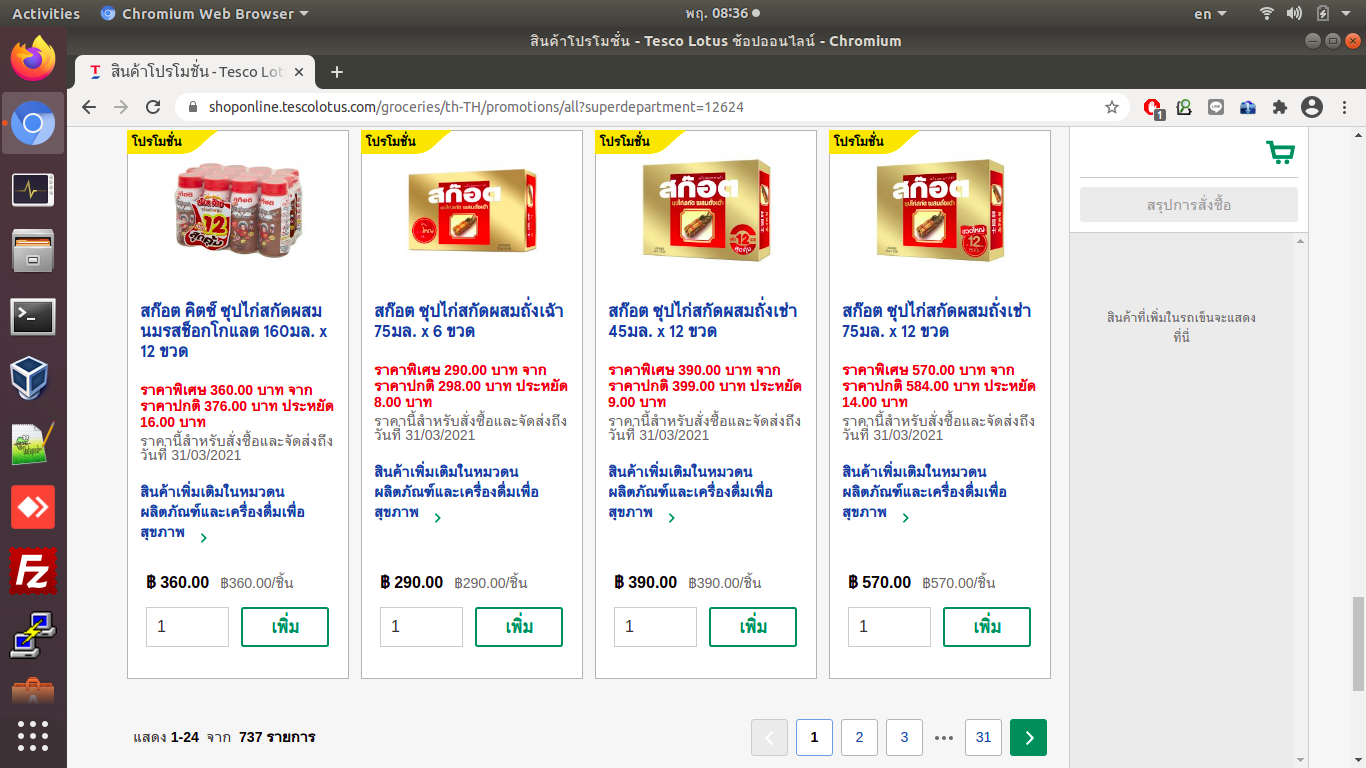 Activities
Chromium Web Browser
พฤ. 08:36
en
สินค้าโปรโมชั่น - Tesco Lotus ช้อปออนไลน์ - Chromium
สินค้าโปรโมชั่น - Tesco Lot
shoponline.tescolotus.com/groceries/th-TH/promotions/all?superdepartment=12624
1
โปรโมชั่น
สก๊อต คิตซ์ ซุปไก่สกัดผสม
นมรสช็อกโกแลต 160มล. x
12 ขวด
ราคาพิเศษ 360.00 บาท จาก
ราคาปกติ 376.00 บาท ประหยัด
16.00 บาท
ราคานี้สำหรับสั่งซื้อและจัดส่งถึง
วันที่ 31/03/2021
สินค้าเพิ่มเติมในหมวดน
ผลิตภัณฑ์และเครื่องดื่มเพื่อ
สุขภาพ
฿ 360.00 ฿360.00/ชิ้น
1 เพิ่ม
โปรโมชั่น
สก๊อต
สก๊อต ซุปไก่สกัดผสมถั่งเฉ้า
75มล. x 6 ขวด
ราคาพิเศษ 290.00 บาท จาก
ราคาปกติ 298.00 บาท ประหยัด
8.00 บาท
ราคานี้สำหรับสั่งซื้อและจัดส่งถึง
วันที่ 31/03/2021
สินค้าเพิ่มเติมในหมวดน
ผลิตภัณฑ์และเครื่องดื่มเพื่อ
สุขภาพ
฿ 290.00 ฿290.00/ชิ้น
1 เพิ่ม
โปรโมชั่น
สก๊อต
12
สก๊อต ซุปไก่สกัดผสมถั่งเช่า
45มล. x 12 ขวด
ราคาพิเศษ 390.00 บาท จาก
ราคาปกติ 399.00 บาท ประหยัด
9.00 บาท
ราคานี้สำหรับสั่งซื้อและจัดส่งถึง
วันที่ 31/03/2021
สินค้าเพิ่มเติมในหมวดน
ผลิตภัณฑ์และเครื่องดื่มเพื่อ
สุขภาพ
฿ 390.00 ฿390.00/ชิ้น
1 เพิ่ม
โปรโมชั่น
สก๊อต
12
สก๊อต ซุปไก่สกัดผสมถั่งเช่า
75มล. x 12 ขวด
ราคาพิเศษ 570.00 บาท จาก
ราคาปกติ 584.00 บาท ประหยัด
14.00 บาท
ราคานี้สำหรับสั่งซื้อและจัดส่งถึง
วันที่ 31/03/2021
สินค้าเพิ่มเติมในหมวดน
ผลิตภัณฑ์และเครื่องดื่มเพื่อ
สุขภาพ
฿ 570.00 ฿570.00/ชิ้น
1 เพิ่ม
สรุปการสั่งซื้อ
สินค้าที่เพิ่มในรถเข็นจะแสดง
ที่นี่
แสดง 1-24 จาก 737 รายการ
1 2 3 ••• 31